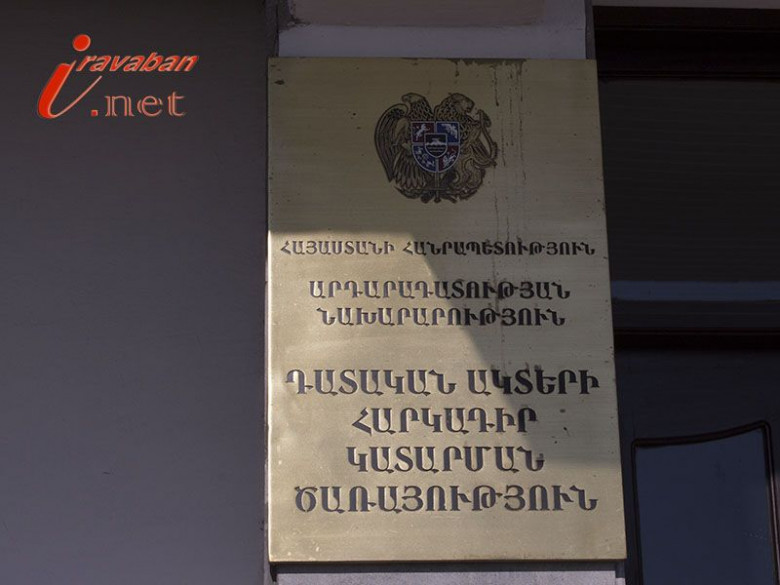 iravaban
.net
ՀԱՅԱՍՏԱՆԻ ՀԱՆՐԱՊԵՏՈՒԹՅՈՒՆ
ԱՐԴԱՐԱԴԱՏՈՒԹՅԱՆ
ՆԱԽԱՐԱՐՈՒԹՅՈՒՆ
ԴԱՏԱԿԱՆ ԱԿՏԵՐԻ
ՀԱՐԿԱԴԻՐ
ԿԱՏԱՐՄԱՆ
ԾԱՌԱՅՈՒԹՅՈՒՆ